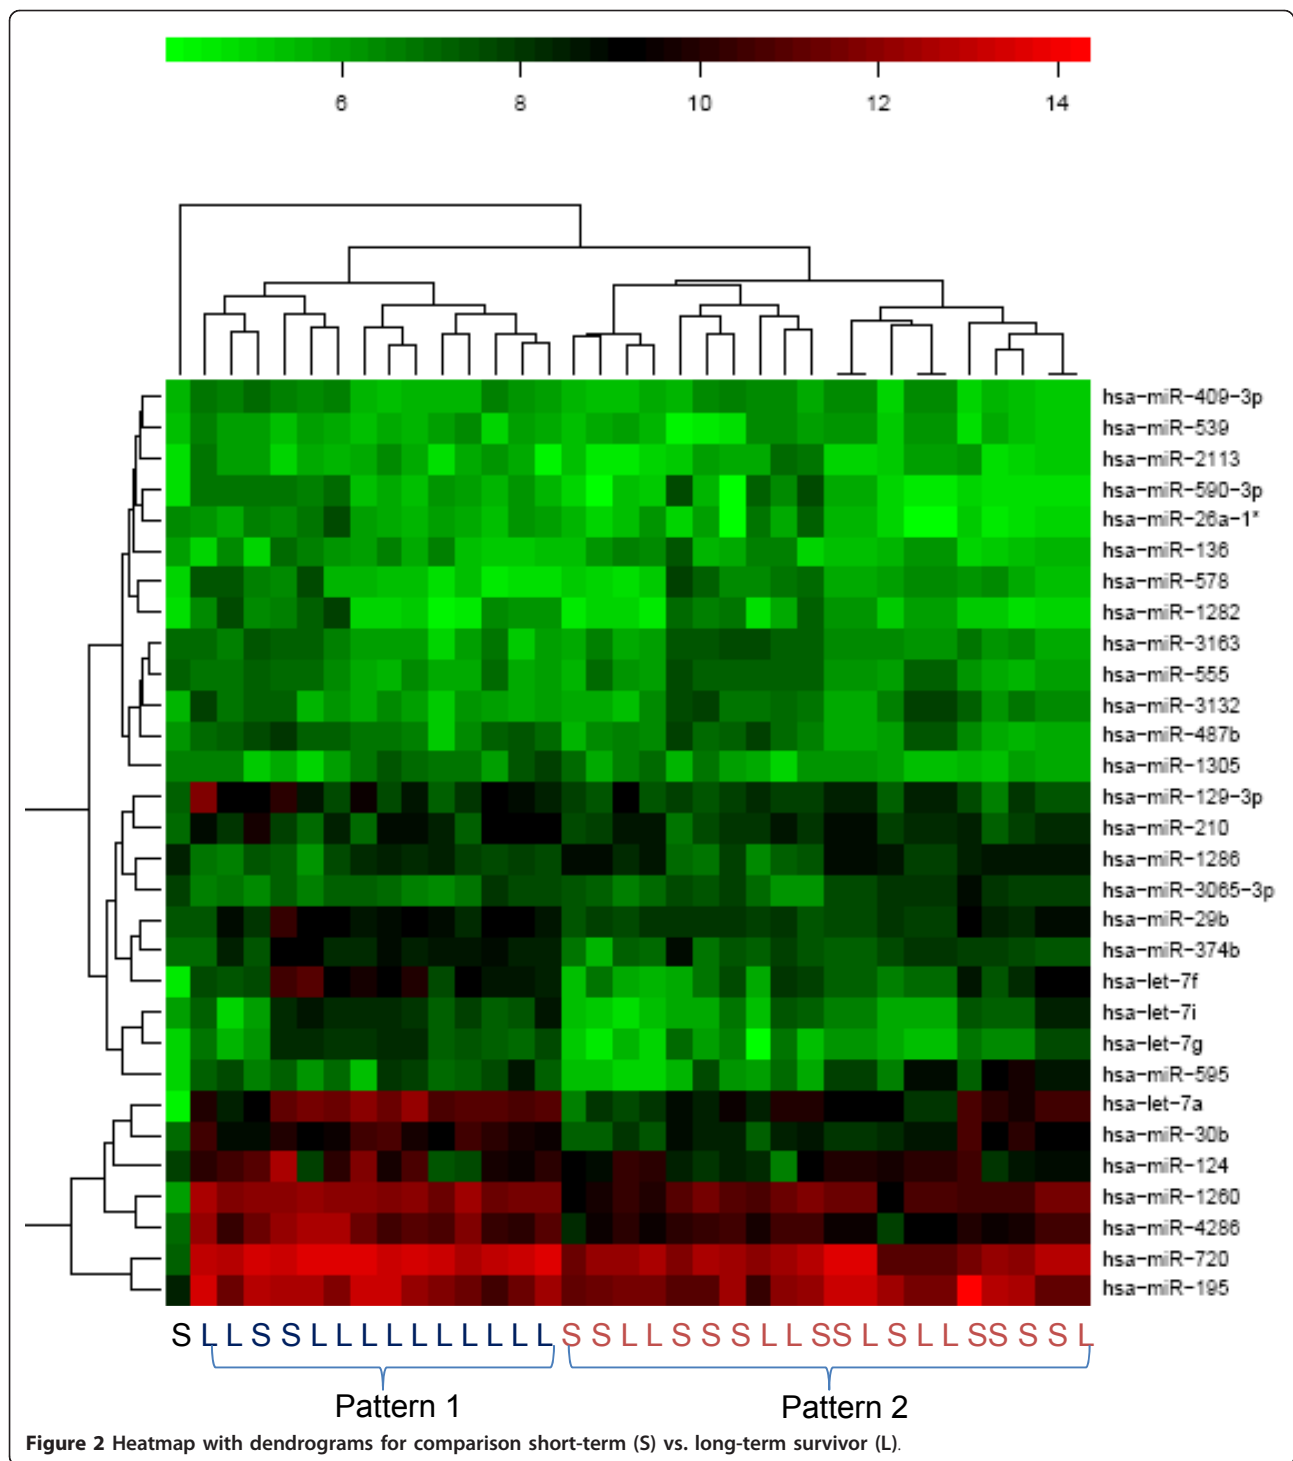 6 8 10 12 14
hsa-miR-409-3p
hsa-miR-539
hsa-miR-2113
hsa-miR-590-3p
hsa-miR-26a-1*
hsa-miR-136
hsa-miR-578
hsa-miR-1282
hsa-miR-3163
hsa-miR-555
hsa-miR-3132
hsa-miR-487b
hsa-miR-1305
hsa-miR-129-3p
hsa-miR-210
hsa-miR-1286
hsa-miR-3065-3p
hsa-miR-29b
hsa-miR-374b
hsa-let-7f
hsa-let-7i
hsa-let-7g
hsa-miR-595
hsa-let-7a
hsa-miR-30b
hsa-miR-124
hsa-miR-1260
hsa-miR-4286
hsa-miR-720
hsa-miR-195
S L L S S L L L L L L L L L L S S L L S S S L L S S L S L L S S S S L
Pattern 1 Pattern 2
Figure 2 Heatmap with dendrograms for comparison short-term (S) vs. long-term survivor (L).